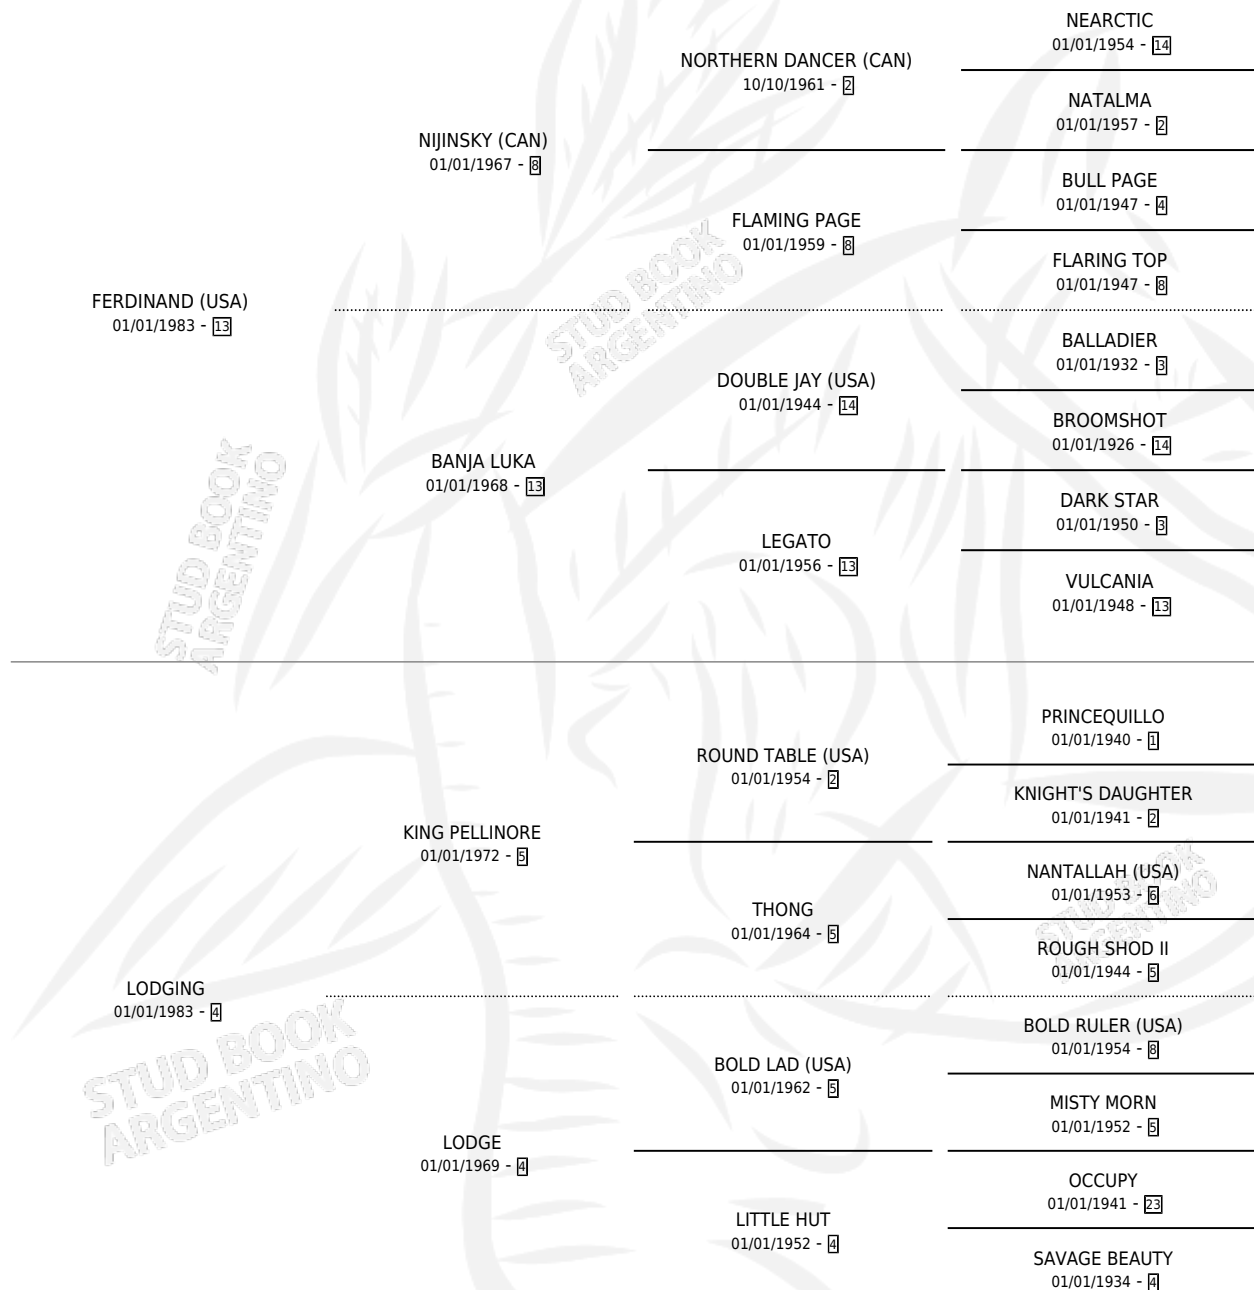 NEARCTIC
01/01/1954 - 14
NORTHERN DANCER (CAN)
10/10/1961 - 2
NATALMA
01/01/1957 - 2
NIJINSKY (CAN)
01/01/1967 - 8
BULL PAGE
01/01/1947 - 4
FLAMING PAGE
01/01/1959 - 8
FLARING TOP
01/01/1947 - 8
FERDINAND (USA)
01/01/1983 - 13
BALLADIER
01/01/1932 - 3
DOUBLE JAY (USA)
01/01/1944 - 14
BROOMSHOT
01/01/1926 - 14
BANJA LUKA
01/01/1968 - 13
DARK STAR
01/01/1950 - 3
LEGATO
01/01/1956 - 13
VULCANIA
01/01/1948 - 13
STUD BOOK
ARGENTINO
STUD BOOK
ARGENTINO
PRINCEQUILLO
01/01/1940 - 1
ROUND TABLE (USA)
01/01/1954 - 2
KNIGHT'S DAUGHTER
01/01/1941 - 2
KING PELLINORE
01/01/1972 - 5
NANTALLAH (USA)
01/01/1953 - 6
THONG
01/01/1964 - 5
ROUGH SHOD II
01/01/1944 - 5
LODGING
01/01/1983 - 4
BOLD RULER (USA)
01/01/1954 - 8
BOLD LAD (USA)
01/01/1962 - 5
MISTY MORN
01/01/1952 - 5
LODGE
01/01/1969 - 4
OCCUPY
01/01/1941 - 23
LITTLE HUT
01/01/1952 - 4
SAVAGE BEAUTY
01/01/1934 - 4
STUD BOOK
ARGENTINO
STUD BOOK
ARGENTINO